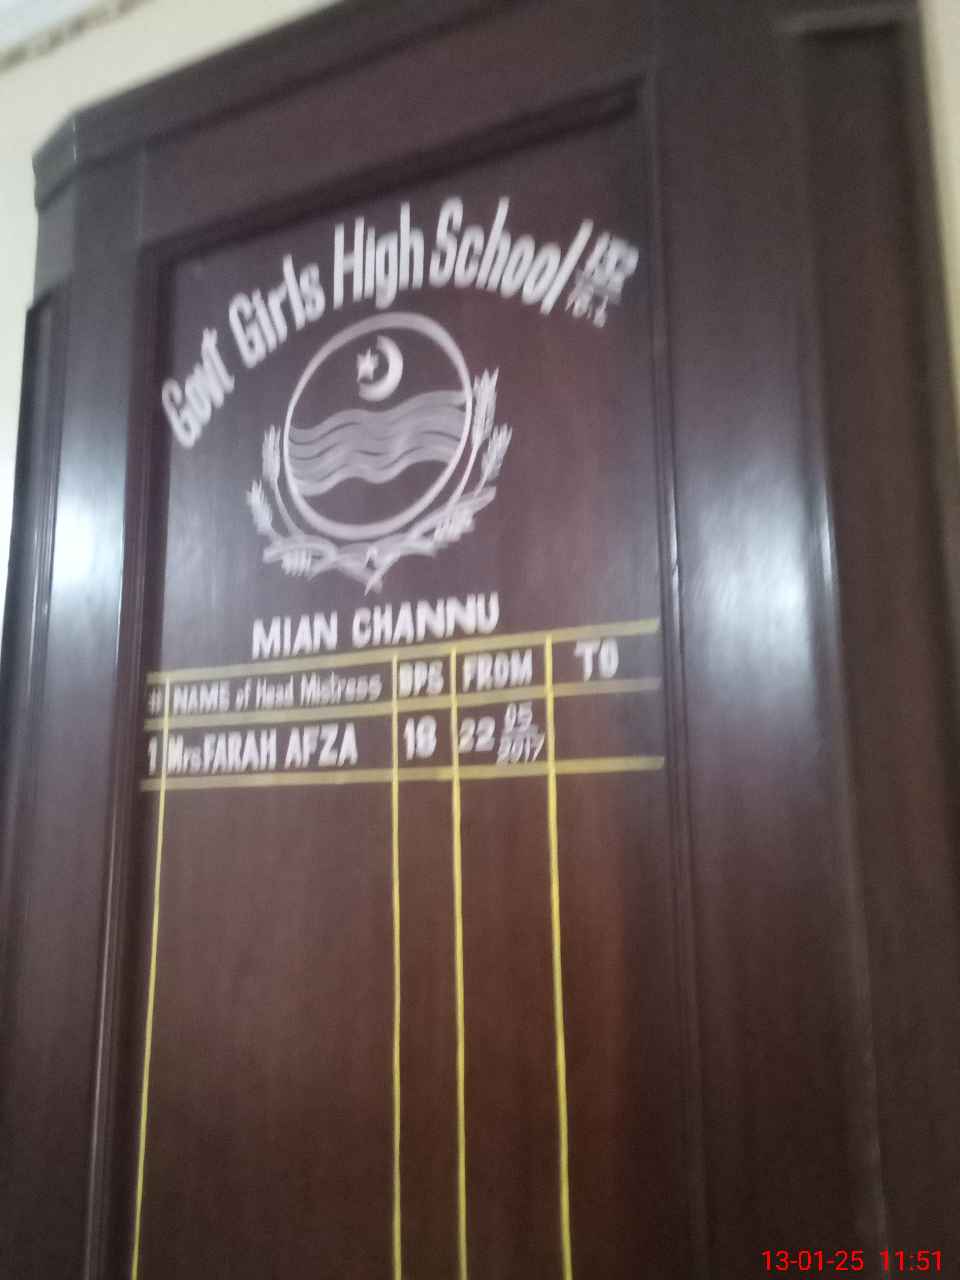 Govt Girls High School/
MIAN CHANNU
# NAME of Head Mistress BPS FROM TO
1 Mrs FARAH AFZA 18 22 05/2017
13-01-25 11:51